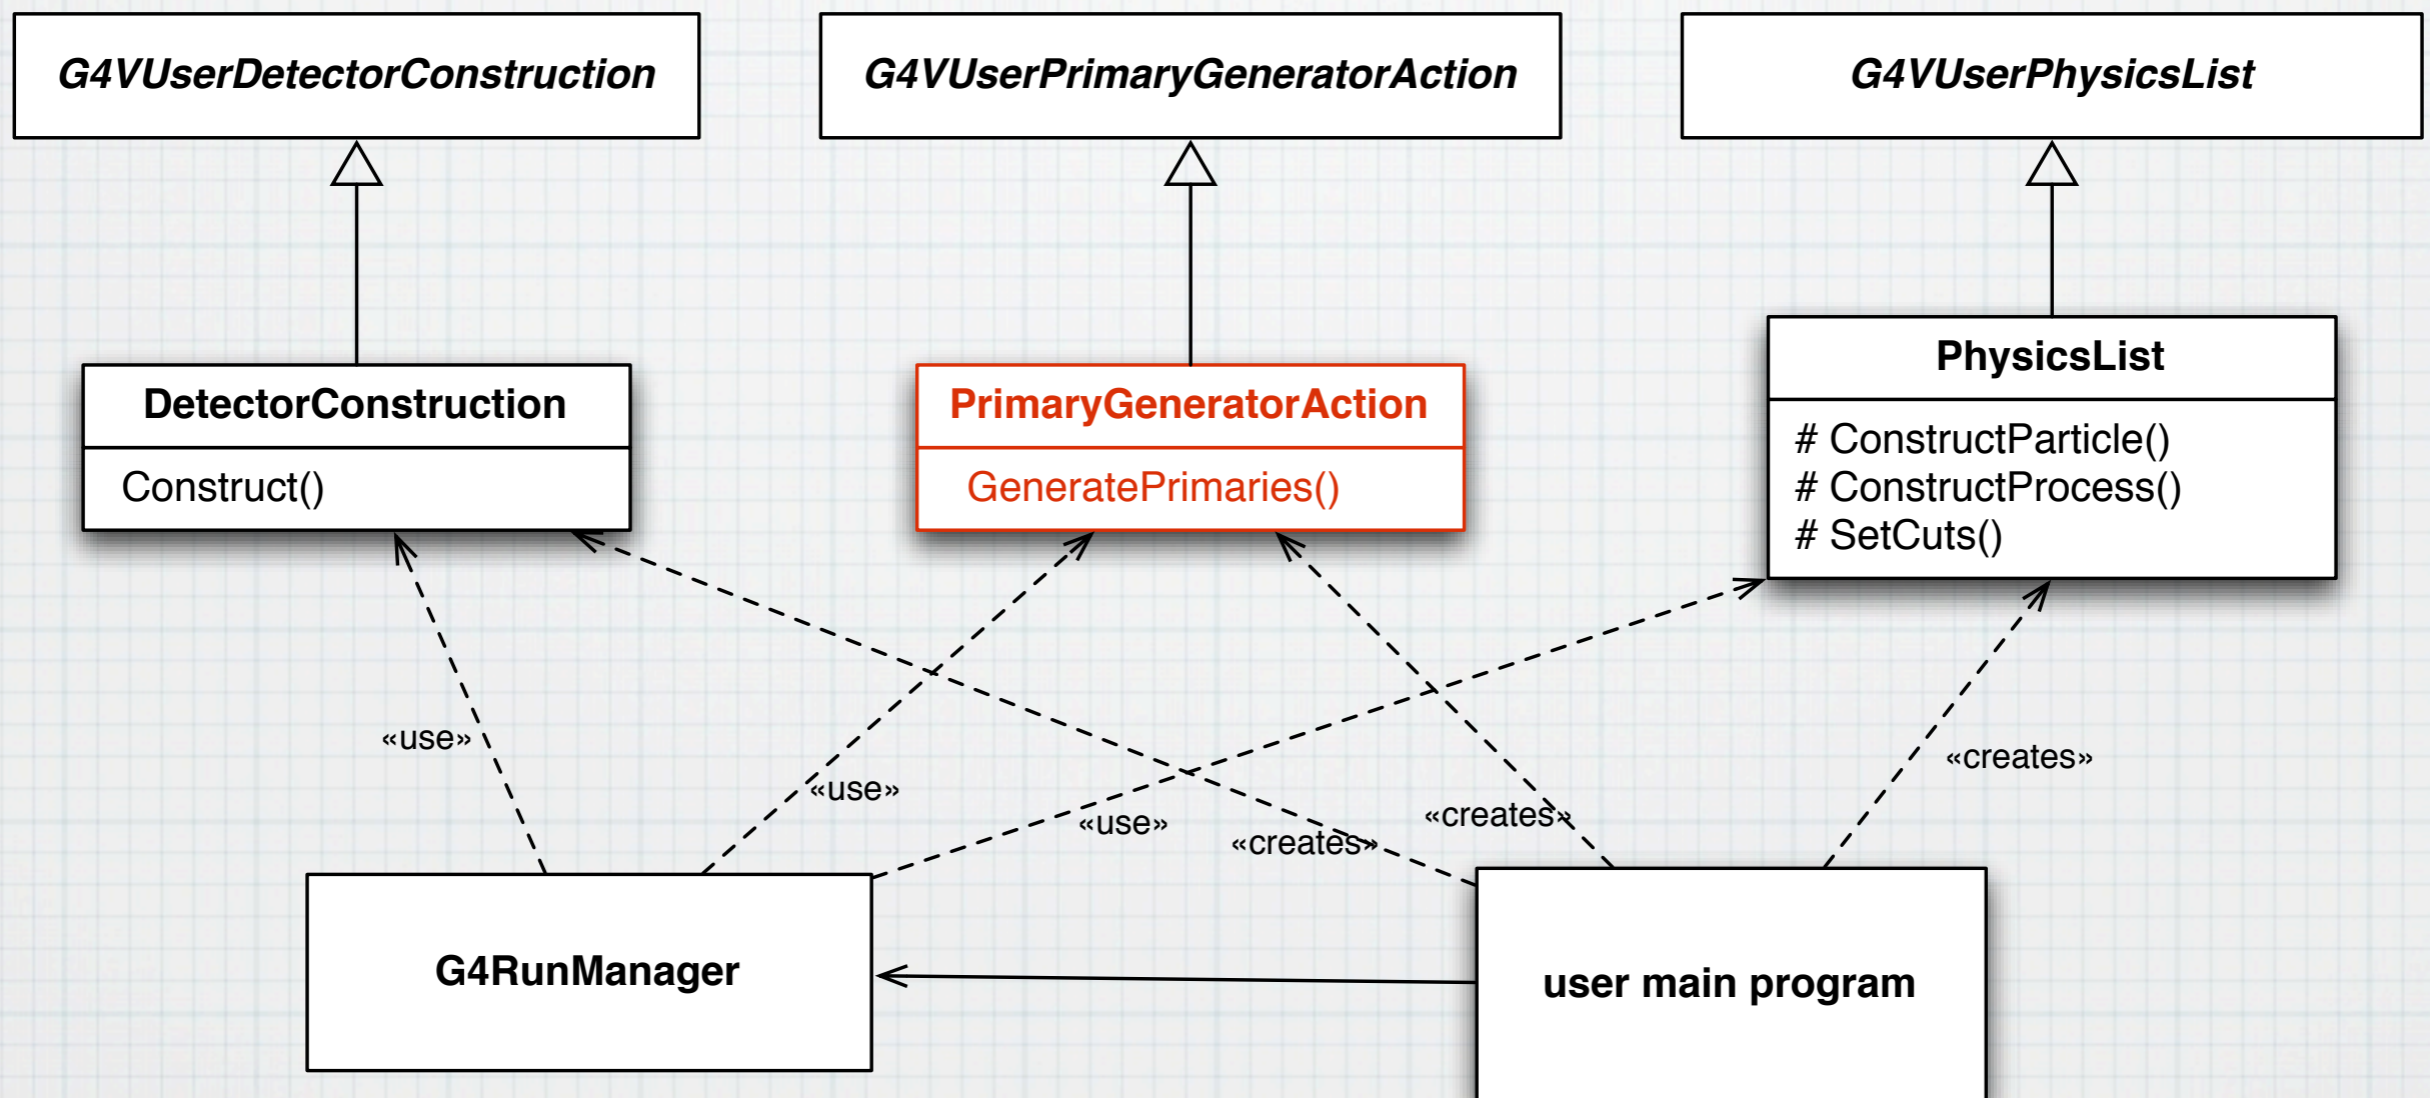 G4VUserDetectorConstruction
G4VUserPrimaryGeneratorAction
G4VUserPhysicsList
DetectorConstruction
Construct()
PrimaryGeneratorAction
GeneratePrimaries()
PhysicsList
# ConstructParticle()
# ConstructProcess()
# SetCuts()
«use»
«use»
«use»
«creates»
«creates»
«creates»
G4RunManager
user main program